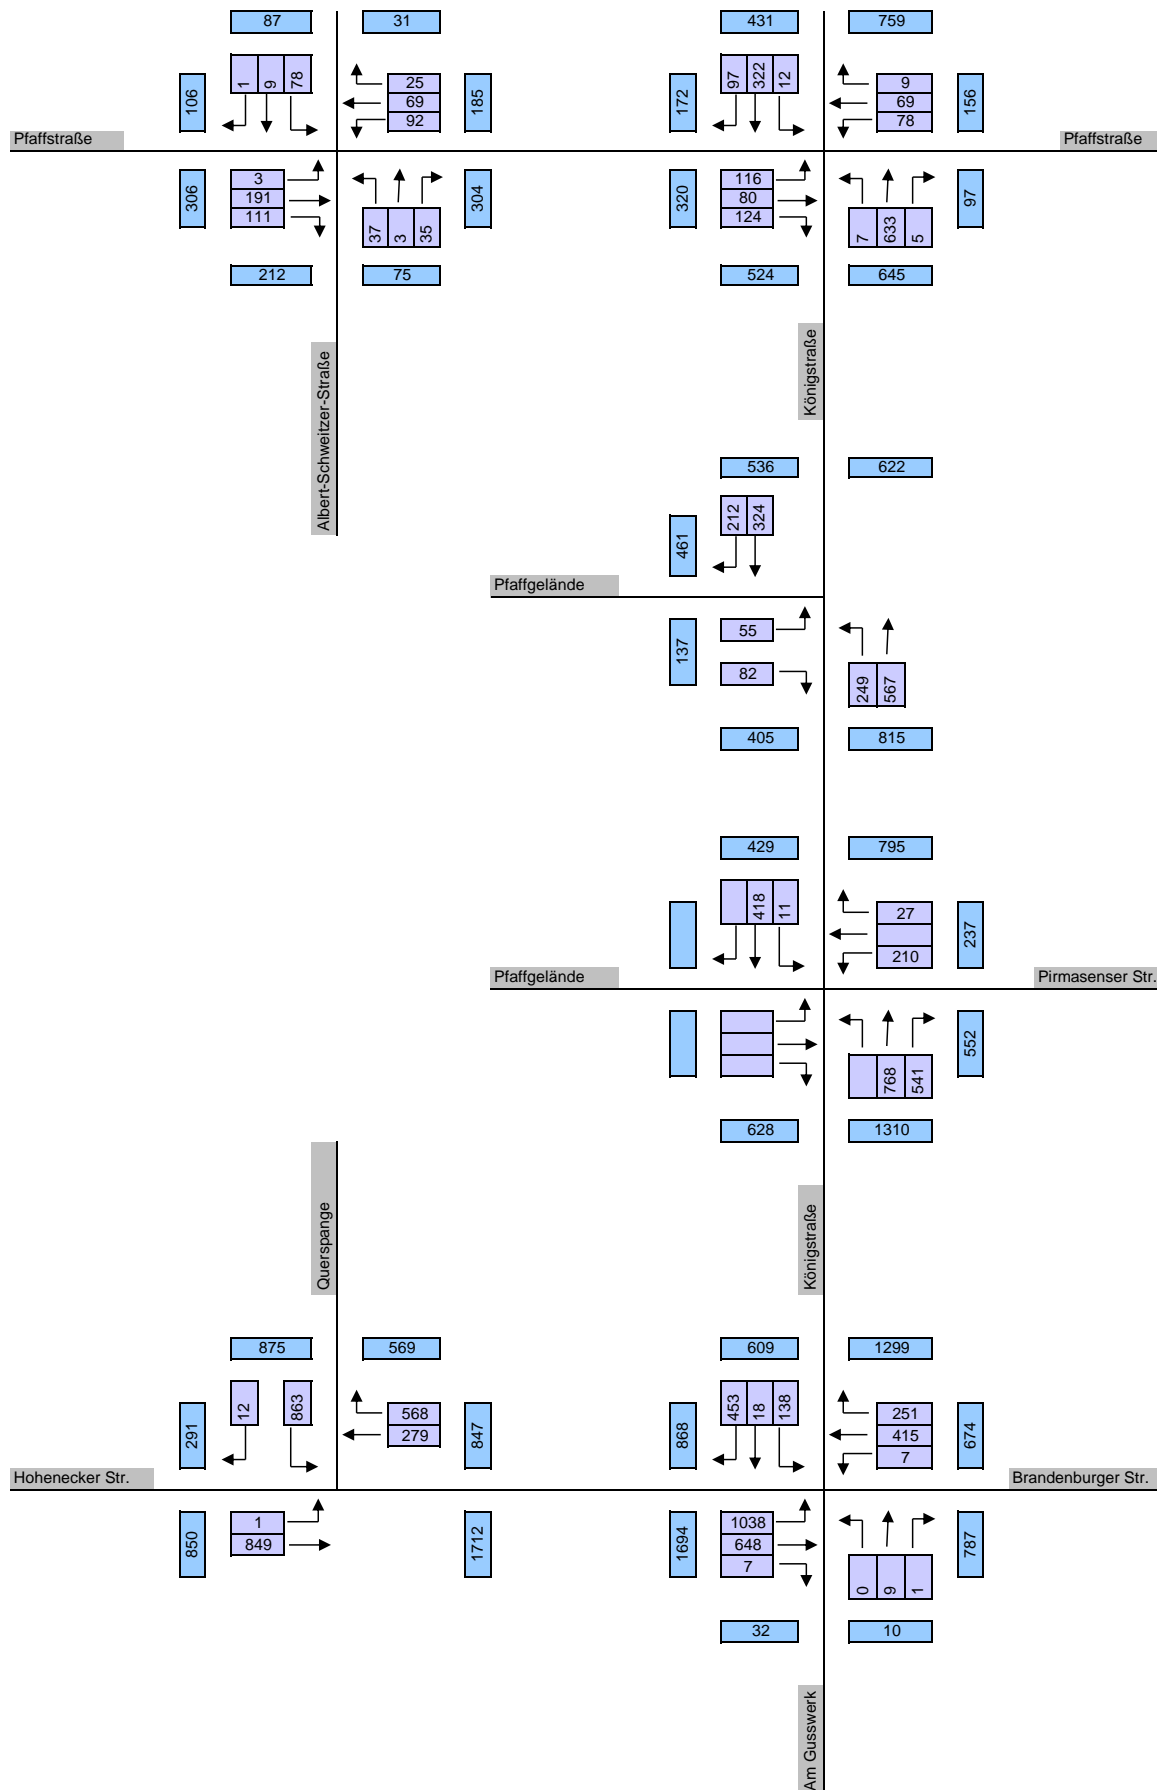 87 31 431 759
1 9 78 97 322 12
106 25 185 172 9 156
69 69
92 78
Pfaffstraße Pfaffstraße
306 3 304 320 116 97
191 80
111 124
37 3 35 7 633 5
212 75 524 645
Albert-Schweitzer-Straße Königstraße
536 622
212 324
461
Pfaffgelände
137 55
82
249 567
405 815
429 795
418 11
27 237
210
Pfaffgelände Pirmasenser Str.
552
768 541
628 1310
Querspange Königstraße
875 569 609 1299
12 863 453 18 138
291 568 847 868 251 674
279 415
7
Hohenecker Str. Brandenburger Str.
850 1 1712 1694 1038 787
849 648
7
0 9 1
32 10
Am Gusswerk